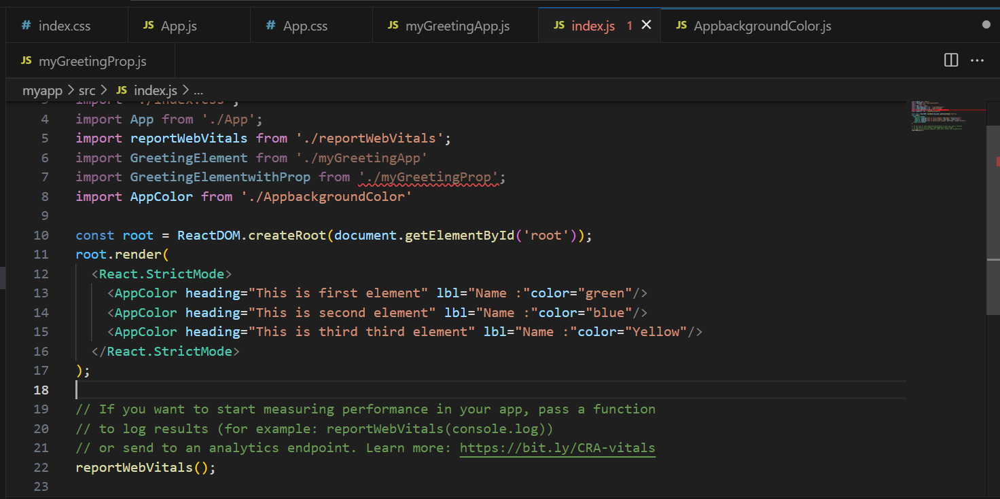 # index.css
JS App.js
# App.css
JS myGreetingApp.js
JS index.js 1
JS AppbackgroundColor.js
JS myGreetingProp.js
myapp > src > JS index.js > ...
3 import './index.css';
4 import App from './App';
5 import reportWebVitals from './reportWebVitals';
6 import GreetingElement from './myGreetingApp'
7 import GreetingElementwithProp from './myGreetingProp';
8 import AppColor from './AppbackgroundColor'
9
10 const root = ReactDOM.createRoot(document.getElementById('root'));
11 root.render(
12 <React.StrictMode>
13 <AppColor heading="This is first element" lbl="Name :"color="green"/>
14 <AppColor heading="This is second element" lbl="Name :"color="blue"/>
15 <AppColor heading="This is third third element" lbl="Name :"color="Yellow"/>
16 </React.StrictMode>
17 );
18
19 // If you want to start measuring performance in your app, pass a function
20 // to log results (for example: reportWebVitals(console.log))
21 // or send to an analytics endpoint. Learn more: https://bit.ly/CRA-vitals
22 reportWebVitals();
23